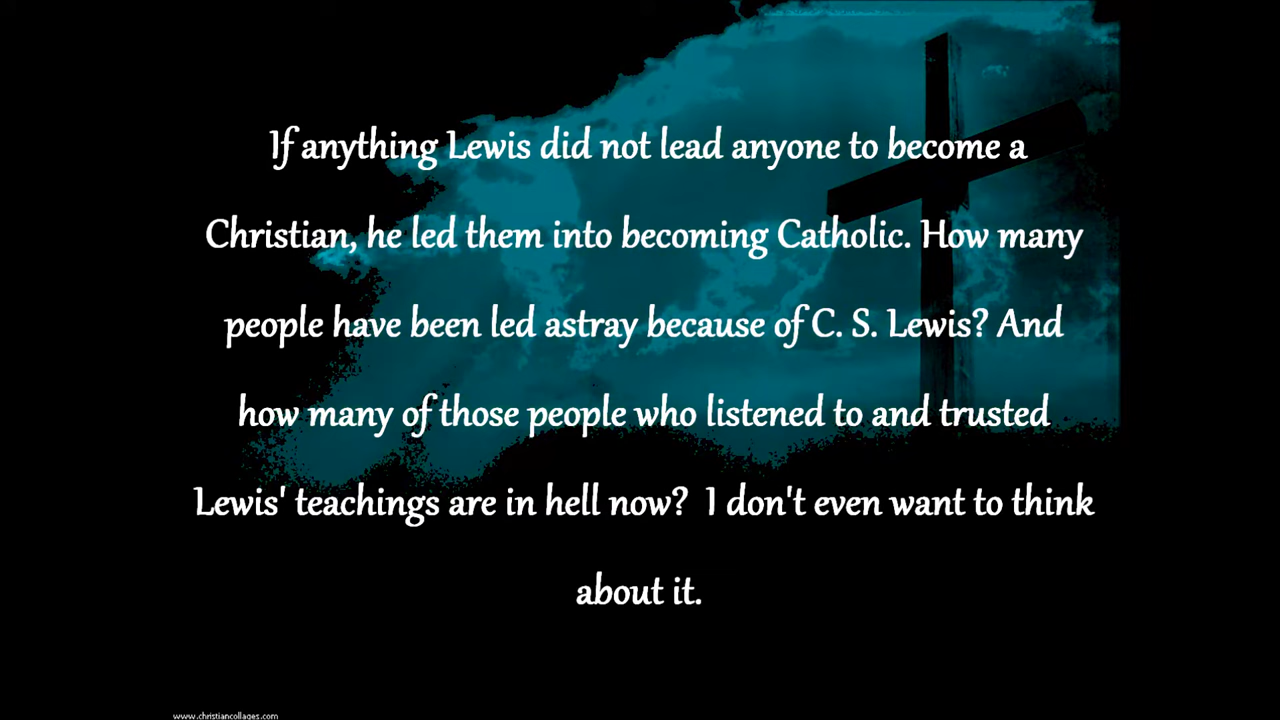 If anything Lewis did not lead anyone to become a
Christian, he led them into becoming Catholic. How many
people have been led astray because of C. S. Lewis? And
how many of those people who listened to and trusted
Lewis' teachings are in hell now?  I don't even want to think
about it.
www.christiancollages.com